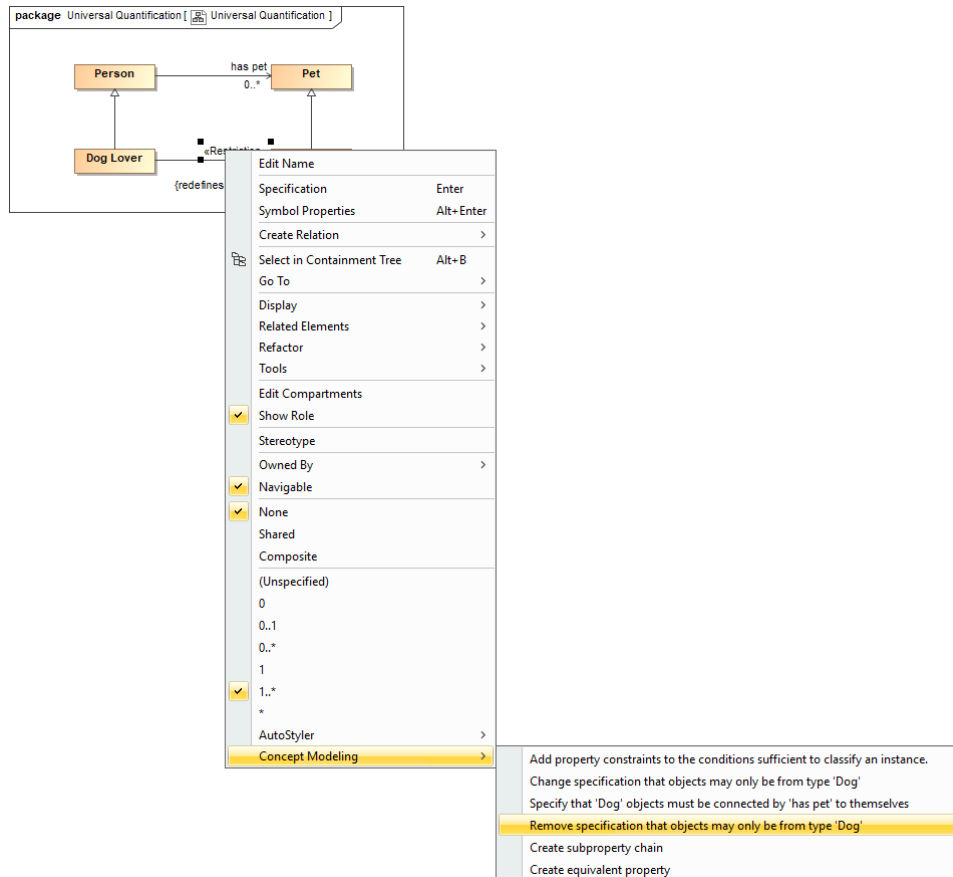 package Universal Quantification [ Universal Quantification ]
Person
has pet
0..*
Pet
Dog Lover
{redefines
Edit Name
Specification Enter
Symbol Properties Alt+Enter
Create Relation
Select in Containment Tree Alt+B
Go To
Display
Related Elements
Refactor
Tools
Edit Compartments
Show Role
Stereotype
Owned By
Navigable
None
Shared
Composite
(Unspecified)
0
0..1
0..*
1
1..*
*
AutoStyler
Concept Modeling
Add property constraints to the conditions sufficient to classify an instance.
Change specification that objects may only be from type 'Dog'
Specify that 'Dog' objects must be connected by 'has pet' to themselves
Remove specification that objects may only be from type 'Dog'
Create subproperty chain
Create equivalent property